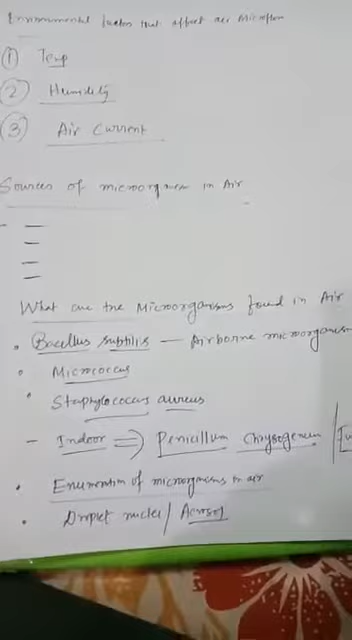 Environmental factors that affect air Microflora
① Temp
② Humidity
③ Air Current
Sources of microorganism in Air
What are the Microorganisms found in Air
• Bacillus subtilis — Airborne microorganism
• Micrococcus
• Staphylococcus aureus
- Indoor ⇒ Penicillum Chrysogenum
• Enumeration of microorganisms in air
• Droplet nuclei / Aerosol